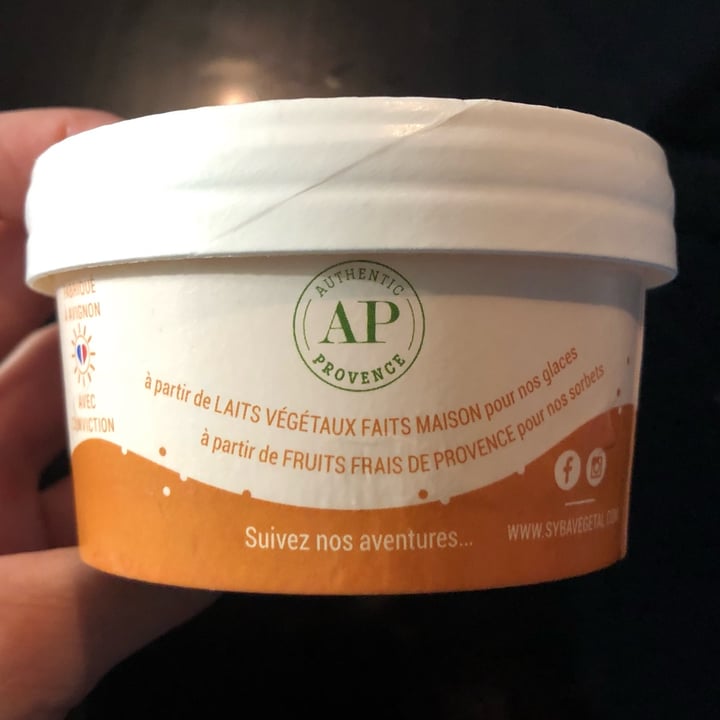 AUTHENTIC
AP
PROVENCE
FABRIQUÉ
À AVIGNON
AVEC
CONVICTION
à partir de LAITS VÉGÉTAUX FAITS MAISON pour nos glaces
à partir de FRUITS FRAIS DE PROVENCE pour nos sorbets
f
Suivez nos aventures...
WWW.SYBAVEGETAL.COM